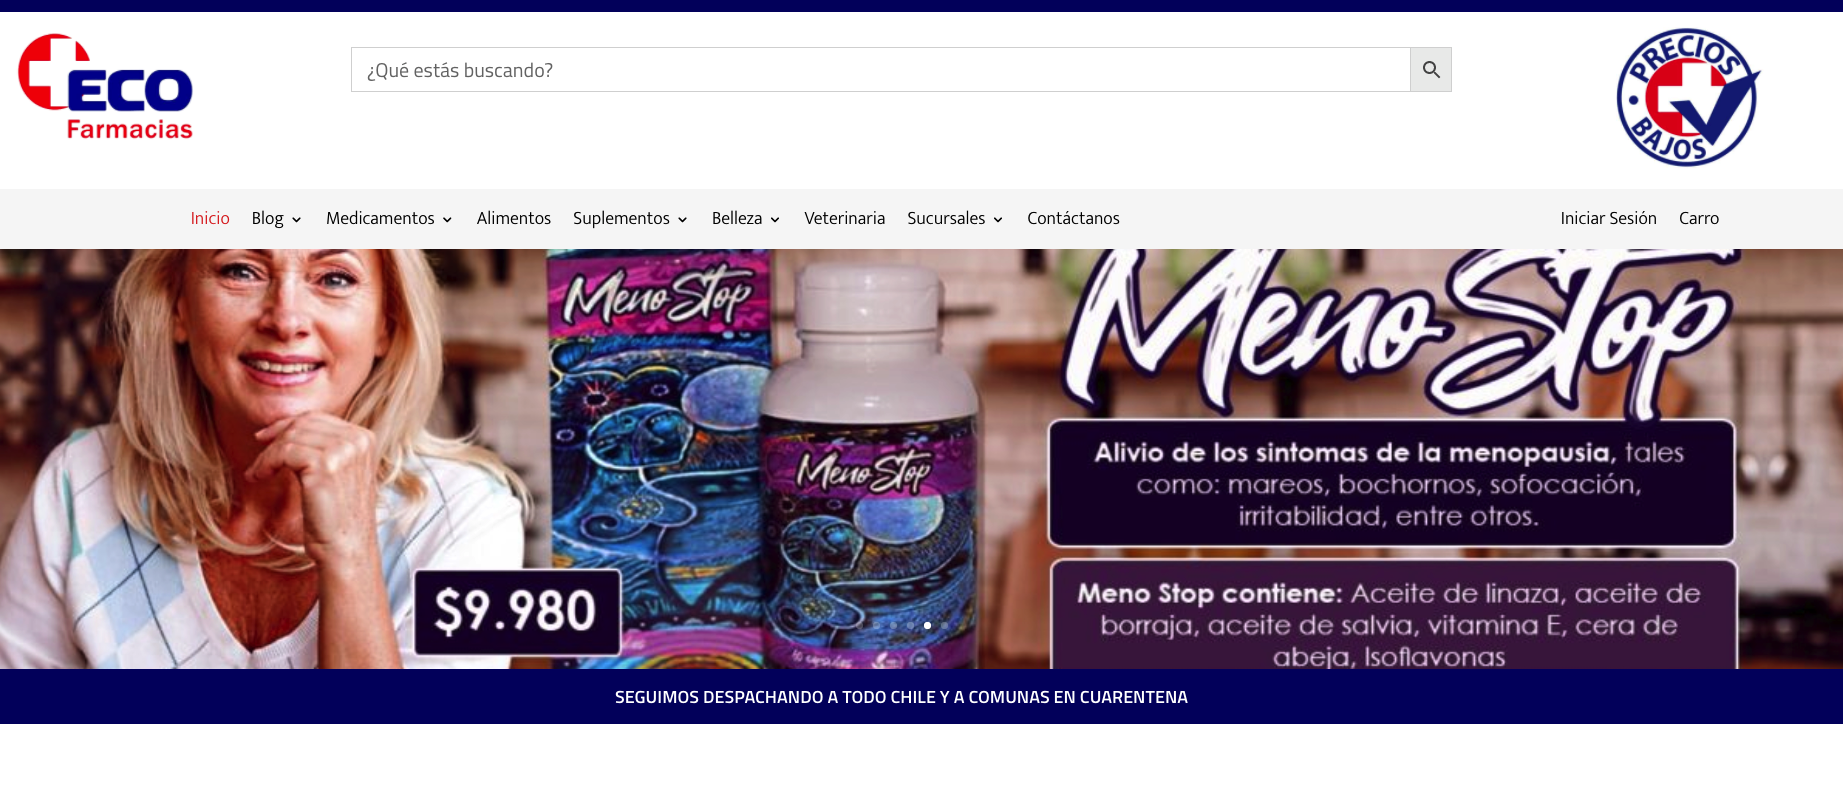 ECO
Farmacias
¿Qué estás buscando?
PRECIOS
BAJOS
Inicio Blog Medicamentos Alimentos Suplementos Belleza Veterinaria Sucursales Contáctanos Iniciar Sesión Carro
Meno Stop
Meno Stop
Meno Stop
Alivio de los sintomas de la menopausia, tales
como: mareos, bochornos, sofocación,
irritabilidad, entre otros.
$9.980
Meno Stop contiene: Aceite de linaza, aceite de
borraja, aceite de salvia, vitamina E, cera de
abeja, Isoflavonas
SEGUIMOS DESPACHANDO A TODO CHILE Y A COMUNAS EN CUARENTENA